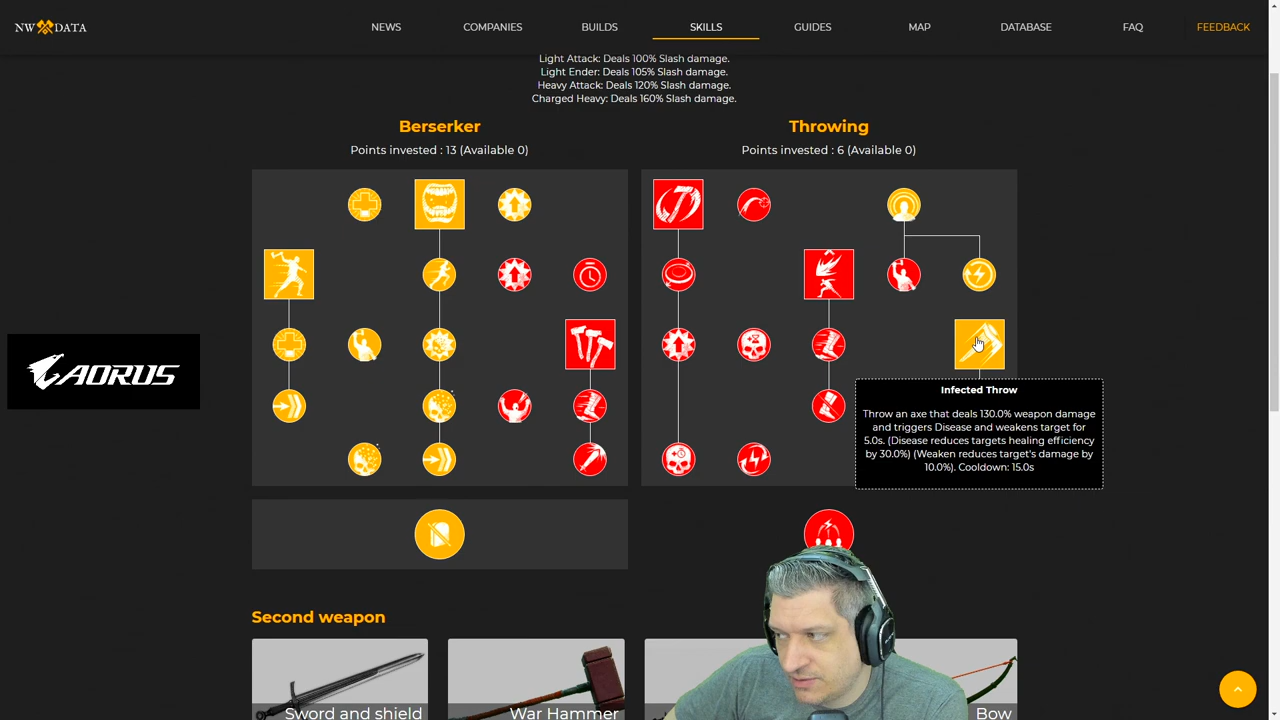 NW DATA
NEWS
COMPANIES
BUILDS
SKILLS
GUIDES
MAP
DATABASE
FAQ
FEEDBACK
Light Attack: Deals 100% Slash damage.
Light Ender: Deals 105% Slash damage.
Heavy Attack: Deals 120% Slash damage.
Charged Heavy: Deals 160% Slash damage.
Berserker
Points invested : 13 (Available 0)
Throwing
Points invested : 6 (Available 0)
AORUS
Infected Throw
Throw an axe that deals 130.0% weapon damage
and triggers Disease and weakens target for
5.0s. (Disease reduces targets healing efficiency
by 30.0%) (Weaken reduces target's damage by
10.0%). Cooldown: 15.0s
Second weapon
Sword and shield
War Hammer
Bow